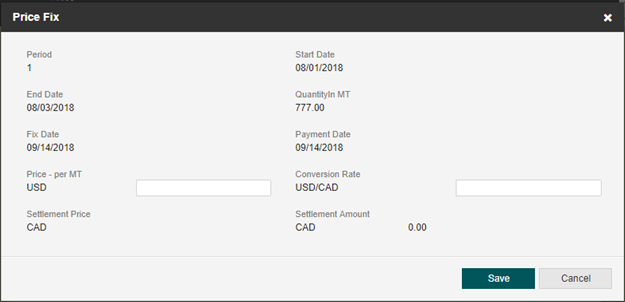 Price Fix
Period Start Date
1 08/01/2018
End Date QuantityIn MT
08/03/2018 777.00
Fix Date Payment Date
09/14/2018 09/14/2018
Price - per MT Conversion Rate
USD USD/CAD
Settlement Price Settlement Amount
CAD CAD 0.00
Save Cancel